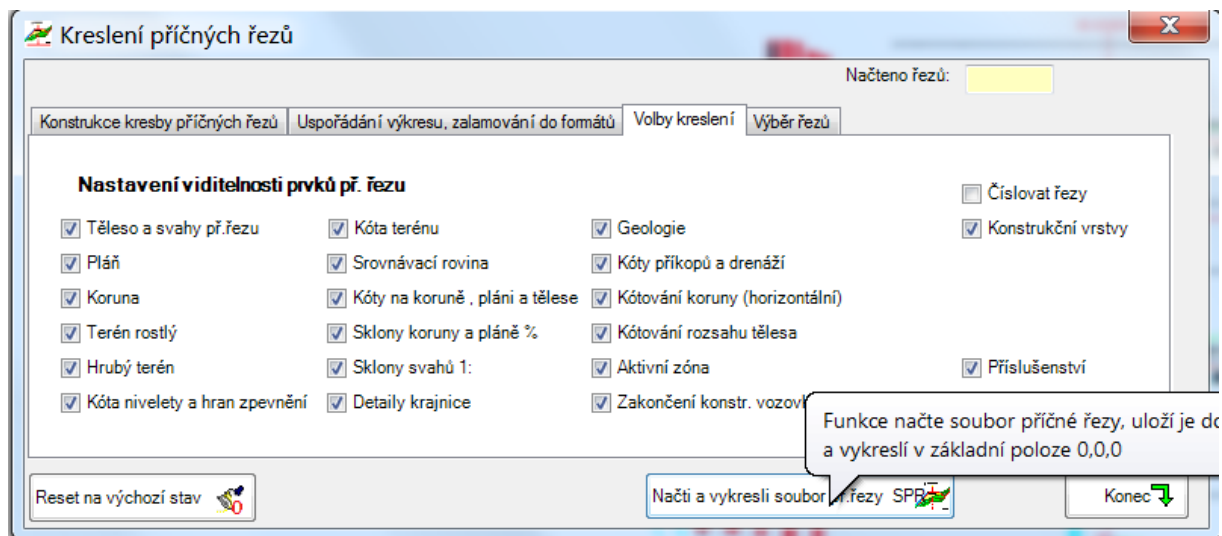 Kreslení příčných řezů
X
Načteno řezů:
Konstrukce kresby příčných řezů Uspořádání výkresu, zalamování do formátů Volby kreslení Výběr řezů
Nastavení viditelnosti prvků př. řezu
Číslovat řezy
Těleso a svahy př.řezu Kóta terénu Geologie Konstrukční vrstvy
Pláň Srovnávací rovina Kóty příkopů a drenáží
Koruna Kóty na koruně , pláni a tělese Kótování koruny (horizontální)
Terén rostlý Sklony koruny a pláně % Kótování rozsahu tělesa
Hrubý terén Sklony svahů 1: Aktivní zóna Příslušenství
Kóta nivelety a hran zpevnění Detaily krajnice Zakončení konstr.
Funkce načte soubor příčné řezy, uloží je
a vykreslí v základní poloze 0,0,0
Reset na výchozí stav Načti a vykresli soubor .řezy Konec